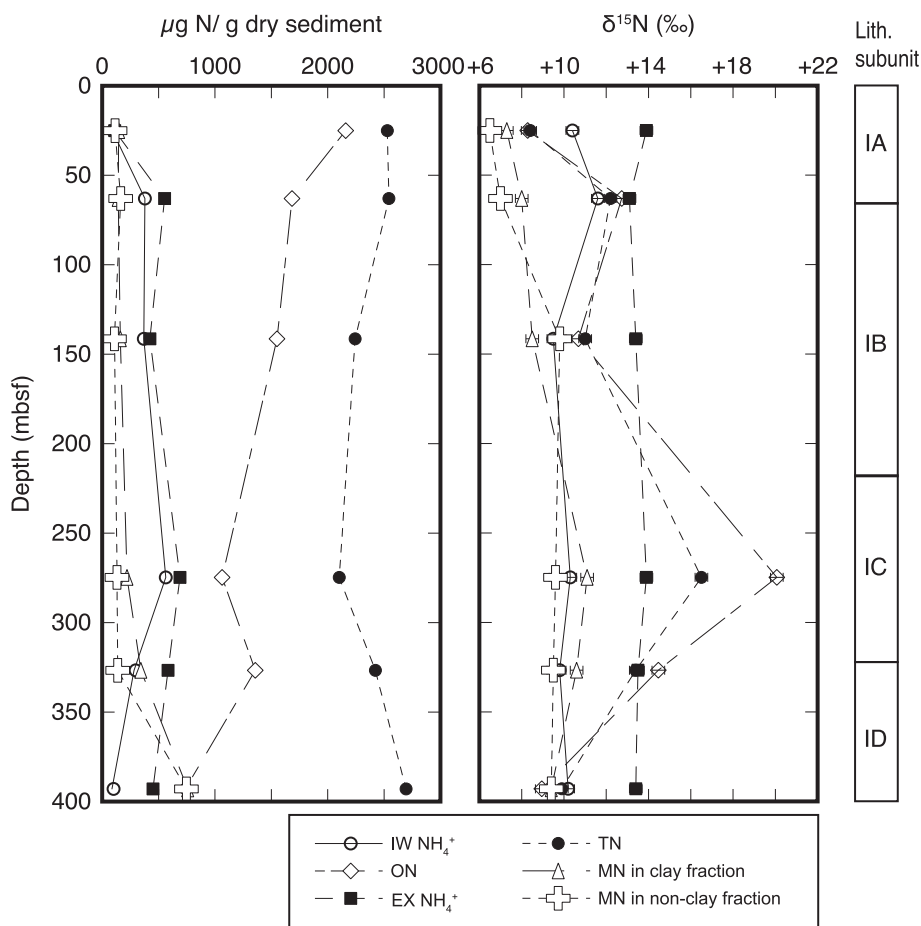 µg N/ g dry sediment
δ¹⁵N (‰)
Lith. subunit
0 1000 2000 3000
+6 +10 +14 +18 +22
Depth (mbsf)
0
50
100
150
200
250
300
350
400
IA
IB
IC
ID
IW NH₄⁺
ON
EX NH₄⁺
TN
MN in clay fraction
MN in non-clay fraction